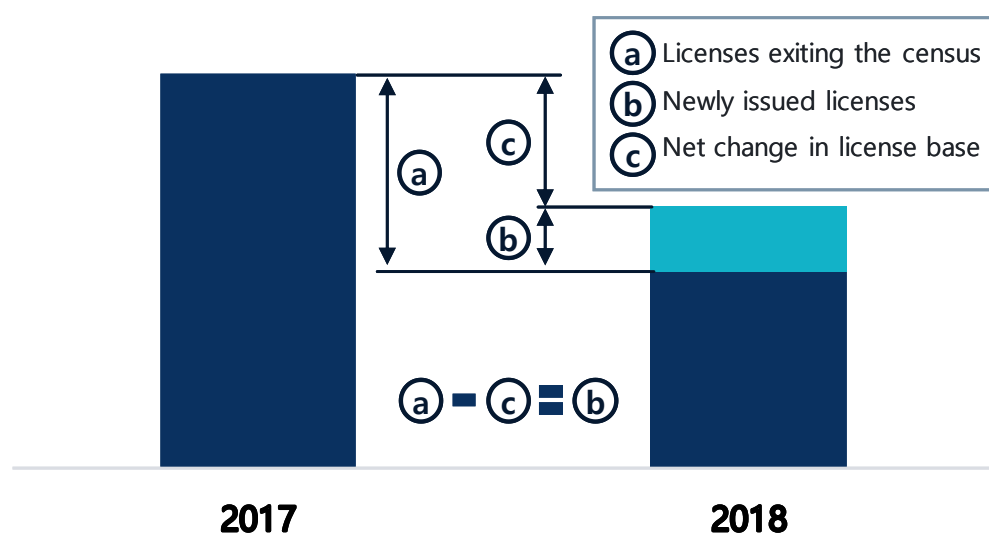 a Licenses exiting the census
b Newly issued licenses
c Net change in license base
c
a
b
a - c = b
2017 2018